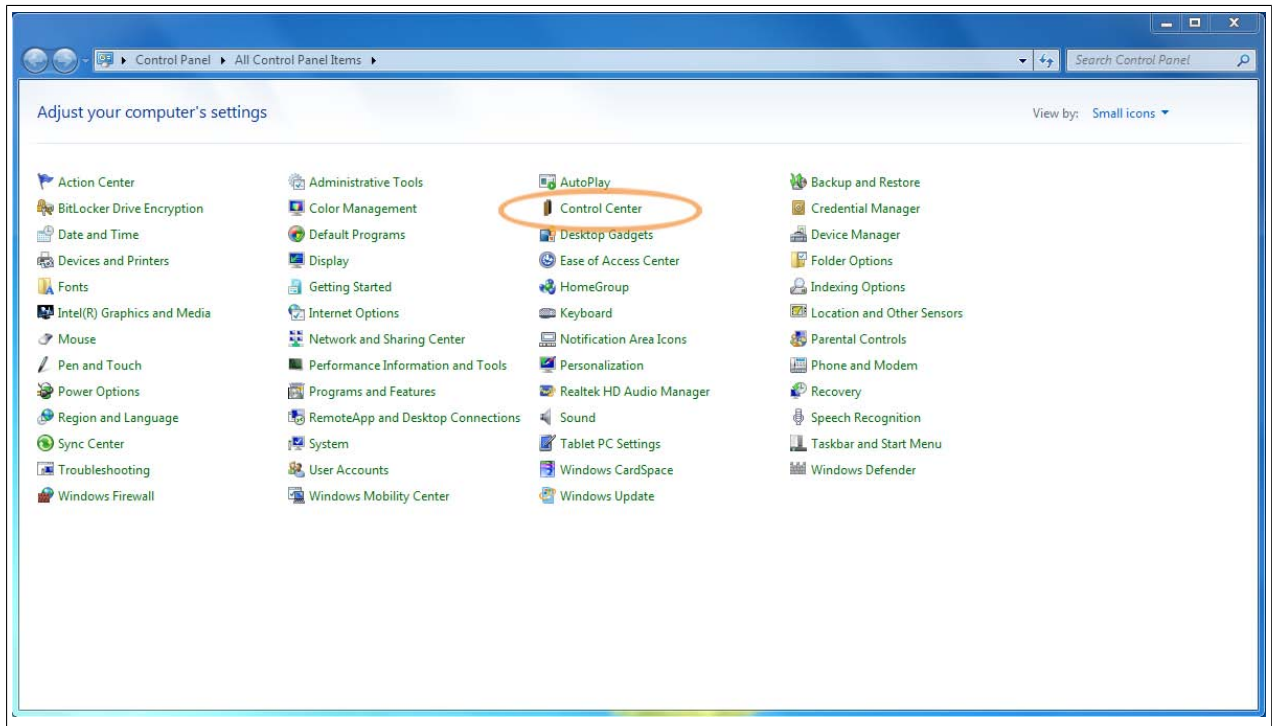 Control Panel All Control Panel Items Search Control Panel
Adjust your computer's settings View by: Small icons
Action Center Administrative Tools AutoPlay Backup and Restore
BitLocker Drive Encryption Color Management Control Center Credential Manager
Date and Time Default Programs Desktop Gadgets Device Manager
Devices and Printers Display Ease of Access Center Folder Options
Fonts Getting Started HomeGroup Indexing Options
Intel(R) Graphics and Media Internet Options Keyboard Location and Other Sensors
Mouse Network and Sharing Center Notification Area Icons Parental Controls
Pen and Touch Performance Information and Tools Personalization Phone and Modem
Power Options Programs and Features Realtek HD Audio Manager Recovery
Region and Language RemoteApp and Desktop Connections Sound Speech Recognition
Sync Center System Tablet PC Settings Taskbar and Start Menu
Troubleshooting User Accounts Windows CardSpace Windows Defender
Windows Firewall Windows Mobility Center Windows Update